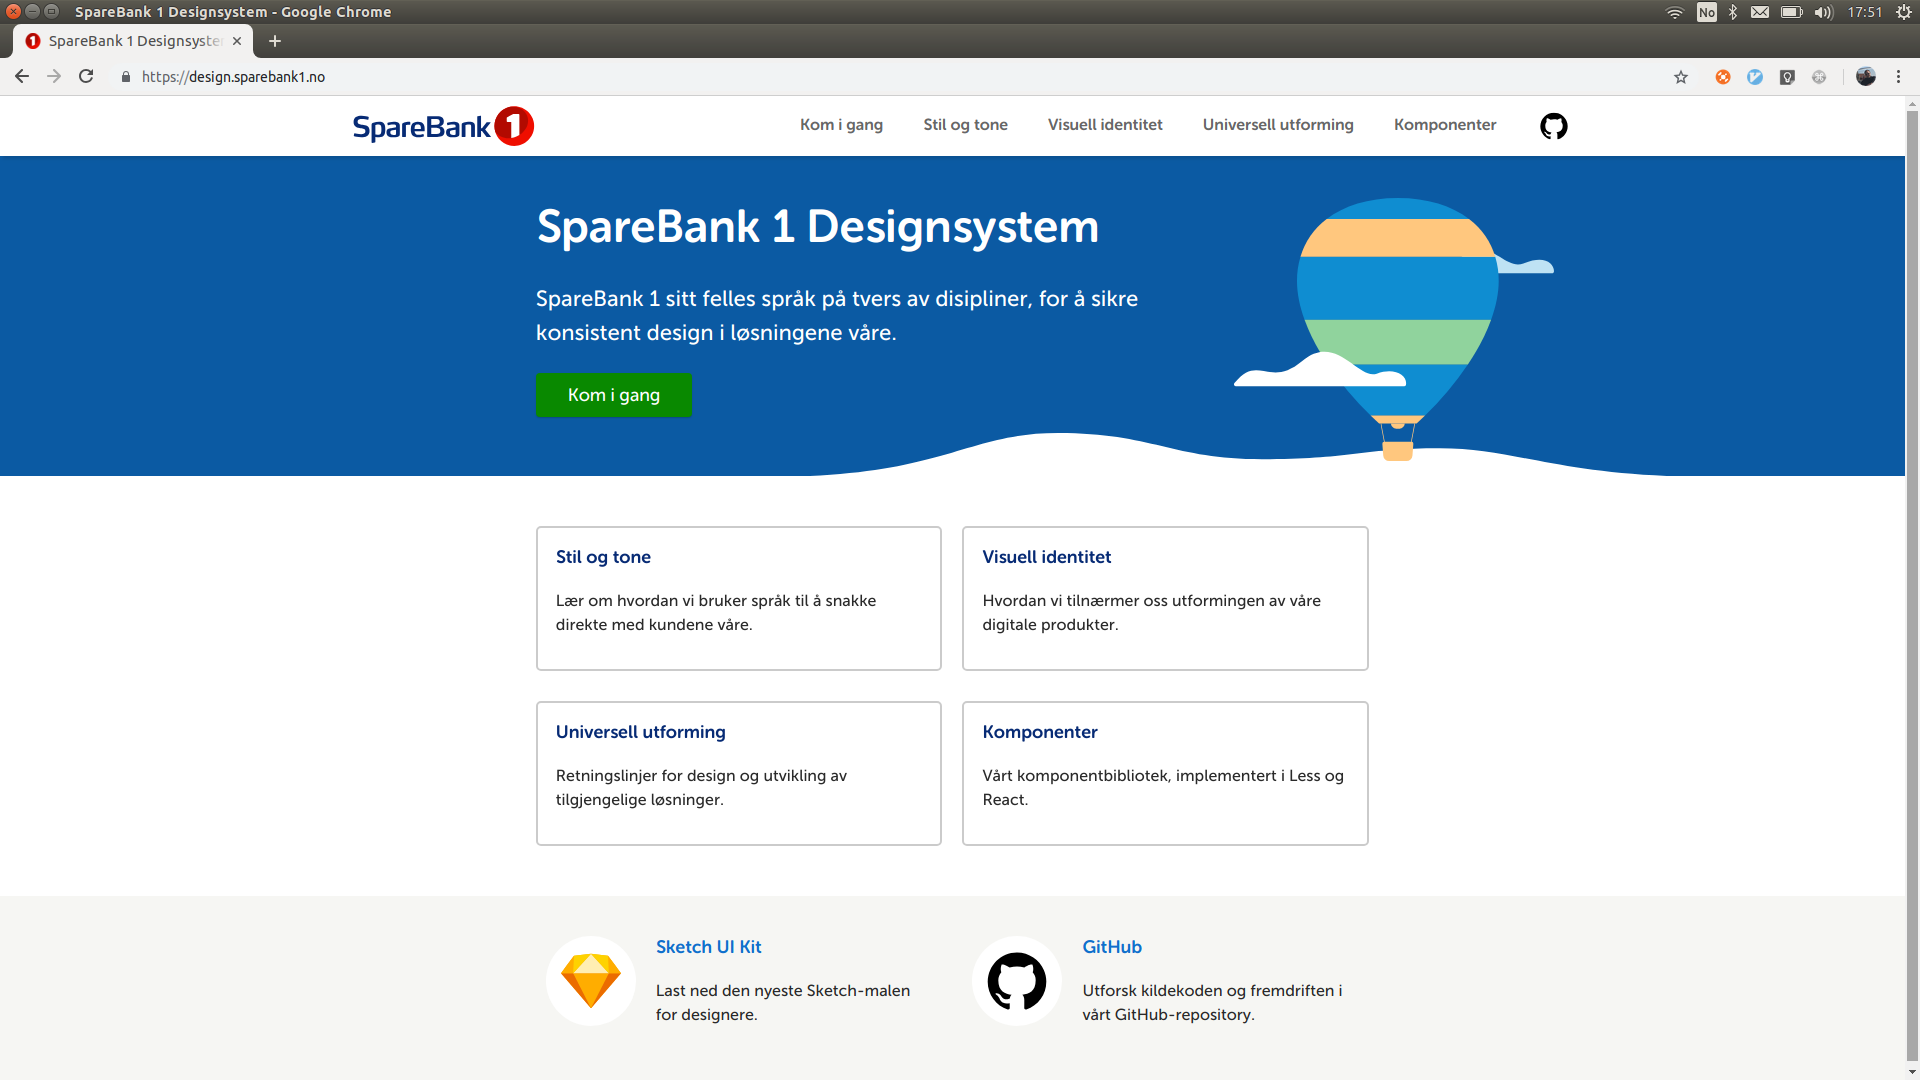 SpareBank 1 Designsystem - Google Chrome
No
17:51
SpareBank 1 Designsyste
https://design.sparebank1.no
SpareBank 1
Kom i gang
Stil og tone
Visuell identitet
Universell utforming
Komponenter
SpareBank 1 Designsystem
SpareBank 1 sitt felles språk på tvers av disipliner, for å sikre
konsistent design i løsningene våre.
Kom i gang
Stil og tone
Lær om hvordan vi bruker språk til å snakke
direkte med kundene våre.
Visuell identitet
Hvordan vi tilnærmer oss utformingen av våre
digitale produkter.
Universell utforming
Retningslinjer for design og utvikling av
tilgjengelige løsninger.
Komponenter
Vårt komponentbibliotek, implementert i Less og
React.
Sketch UI Kit
Last ned den nyeste Sketch-malen
for designere.
GitHub
Utforsk kildekoden og fremdriften i
vårt GitHub-repository.